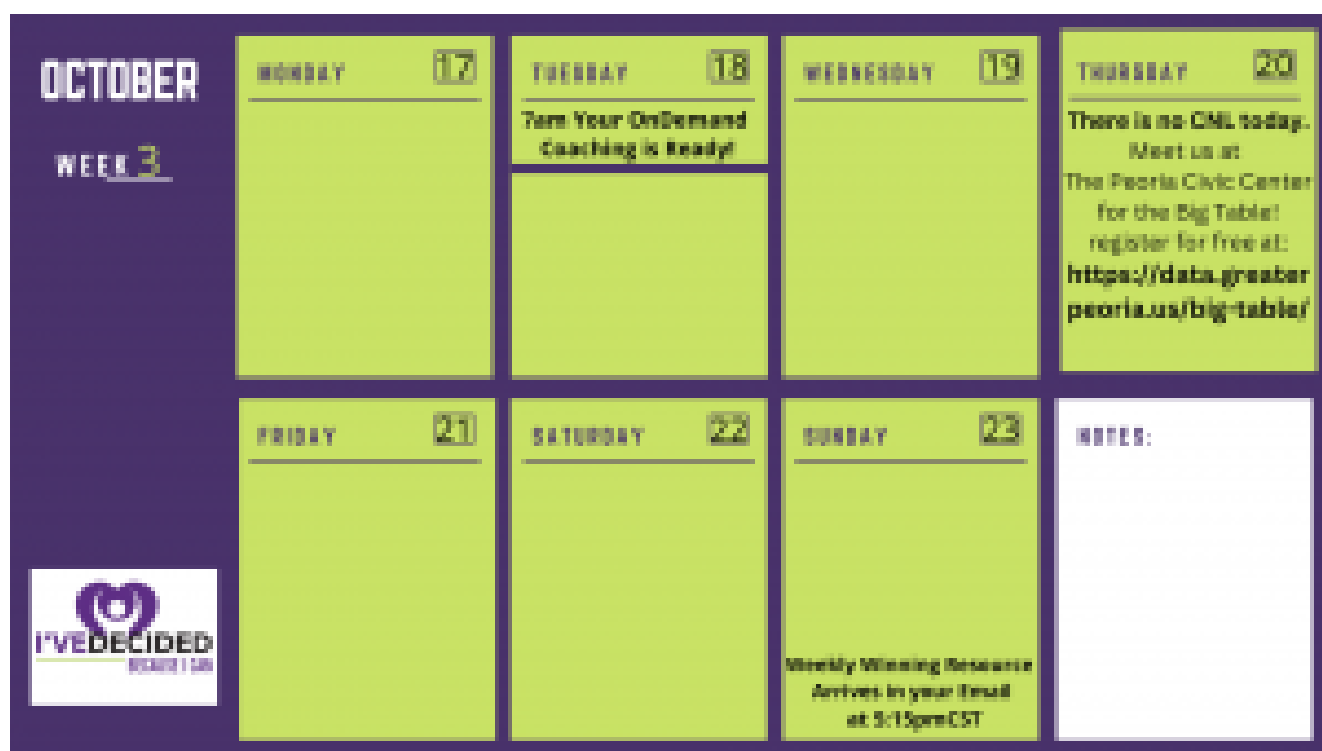 OCTOBER
WEEK 3
MONDAY 17
TUESDAY 18
7am Your OnDemand
Coaching is Ready!
WEDNESDAY 19
THURSDAY 20
There is no CNL today.
Meet us at
The Peoria Civic Center
for the Big Table!
register for free at:
https://data.greater
peoria.us/big-table/
FRIDAY 21
SATURDAY 22
SUNDAY 23
Weekly Winning Resource
Arrives in your Email
at 5:15pmCST
NOTES:
I'VEDECIDED
BECAUSE I CAN